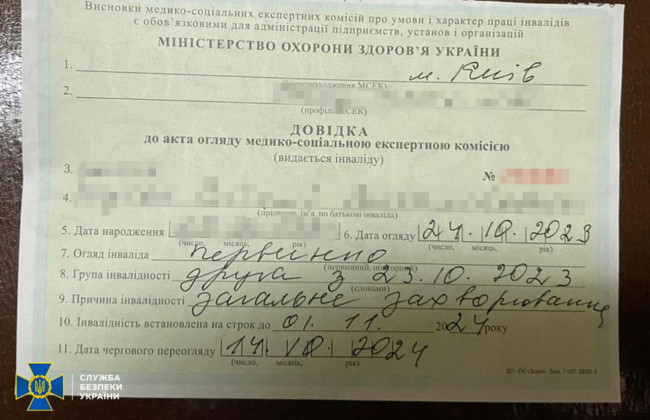 Висновки медико-соціальних експертних комісій про умови і характер праці інвалідів
є обов'язковими для адміністрації підприємств, установ і організацій
МІНІСТЕРСТВО ОХОРОНИ ЗДОРОВ'Я УКРАЇНИ
1. м. Київ
МСЕК)
2.
(профіль МСЕК)
ДОВІДКА
до акта огляду медико-соціальною експертною комісією
(видається інваліду)
3. №
4.
(прізвище, ім'я, по батькові інваліда)
5. Дата народження 6. Дата огляду 24.10.2023
(число, місяць, рік) (число, місяць, рік)
7. Огляд інваліда первинно
(первинний, повторний)
8. Група інвалідності друга з 23.10.2023
(словами)
9. Причина інвалідності загальне захворювання
10. Інвалідність встановлена на строк до 01.11. 2024 року
11. Дата чергового переогляду 14.10.2024
(число, місяць, рік)
СЛУЖБА
БЕЗПЕКИ
УКРАЇНИ